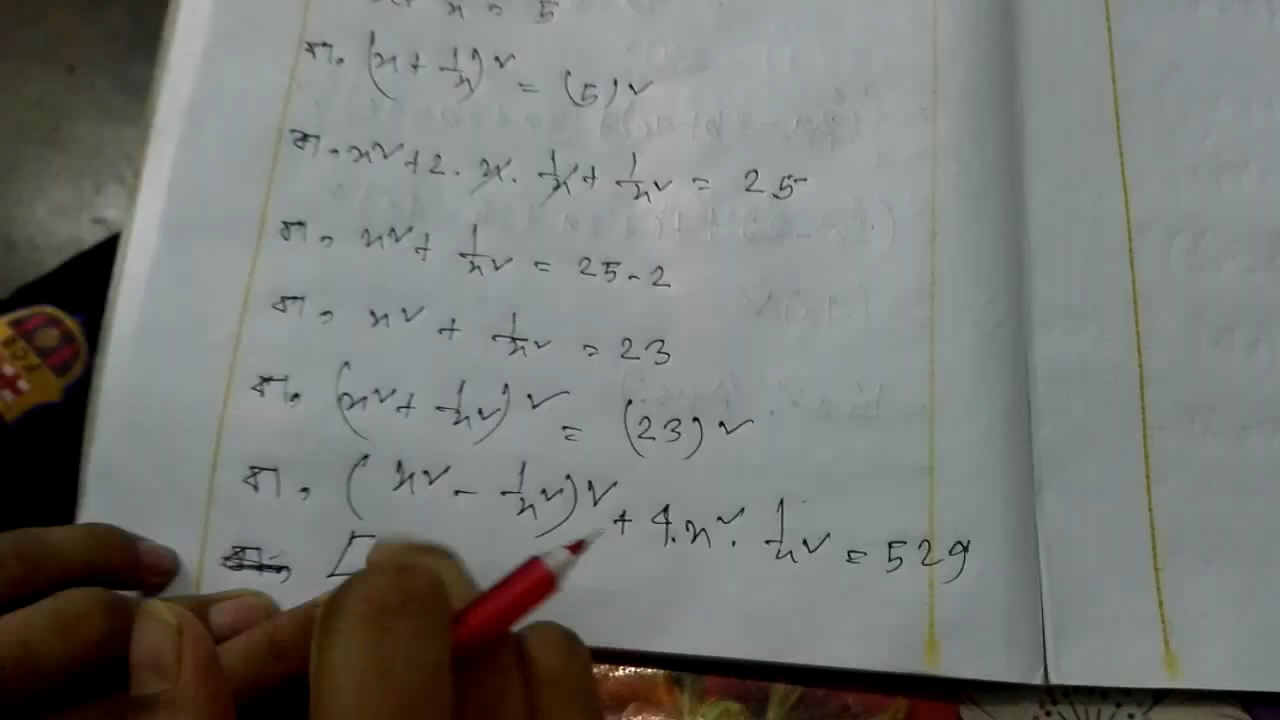 x = 5
বা, (x + 1/x)² = (5)²
বা, x² + 2. x. 1/x + 1/x² = 25
বা, x² + 1/x² = 25 - 2
বা, x² + 1/x² = 23
বা, (x² + 1/x²)² = (23)²
বা, (x² - 1/x²)² + 4.x². 1/x² = 529